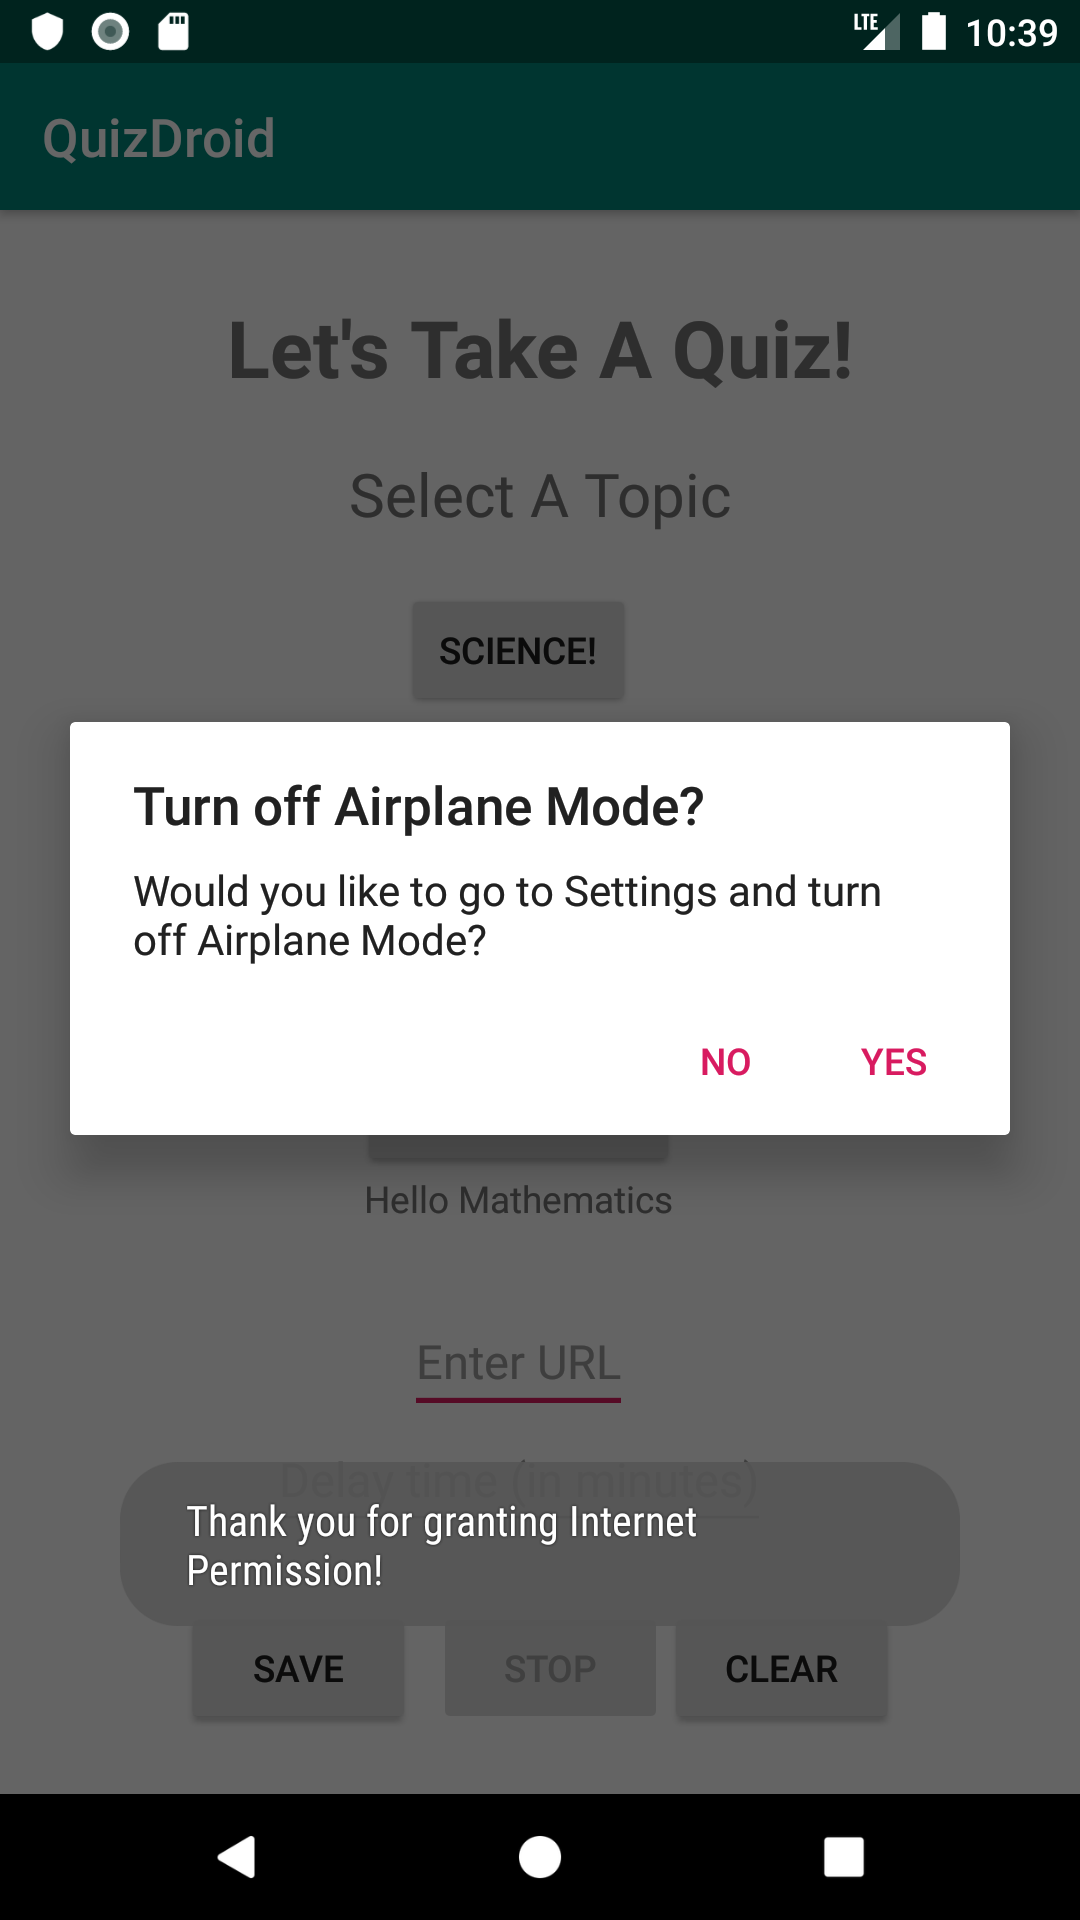 LTE 10:39
QuizDroid
Let's Take A Quiz!
Select A Topic
SCIENCE!
Turn off Airplane Mode?
Would you like to go to Settings and turn
off Airplane Mode?
NO YES
Hello Mathematics
Enter URL
Delay time (in minutes)
Thank you for granting Internet
Permission!
SAVE STOP CLEAR